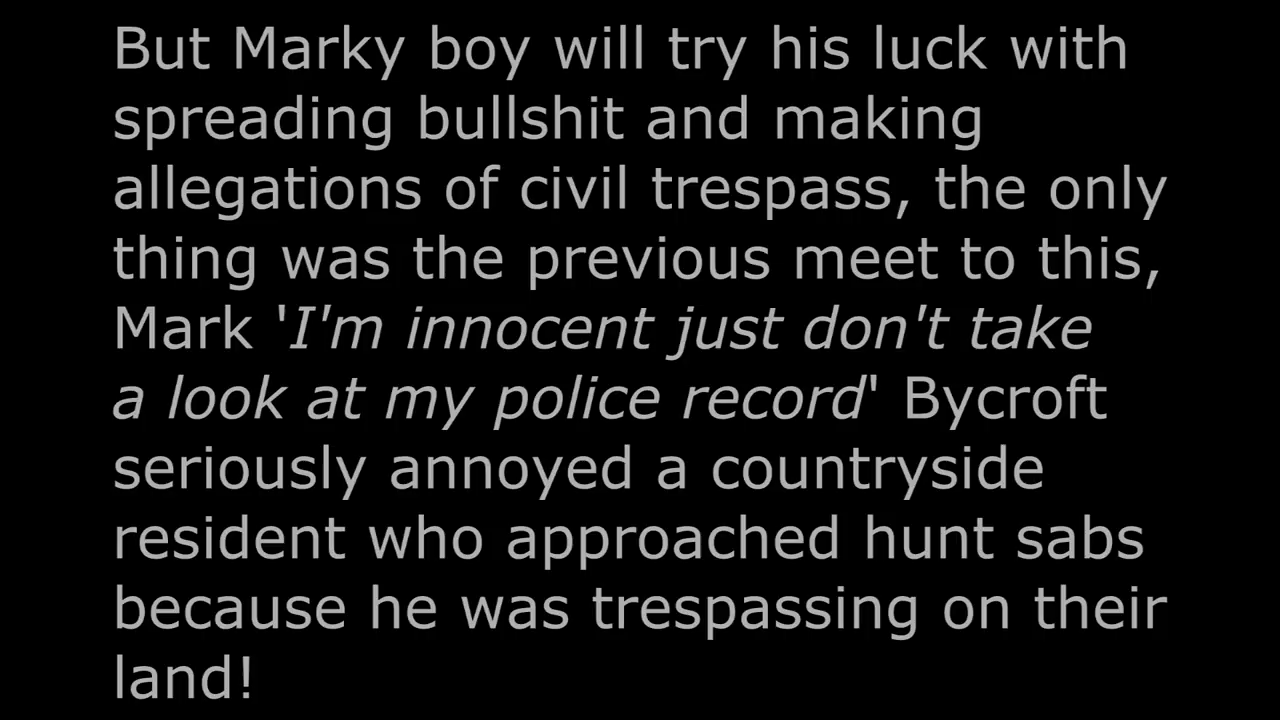 But Marky boy will try his luck with
spreading bullshit and making
allegations of civil trespass, the only
thing was the previous meet to this,
Mark 'I'm innocent just don't take
a look at my police record' Bycroft
seriously annoyed a countryside
resident who approached hunt sabs
because he was trespassing on their
land!